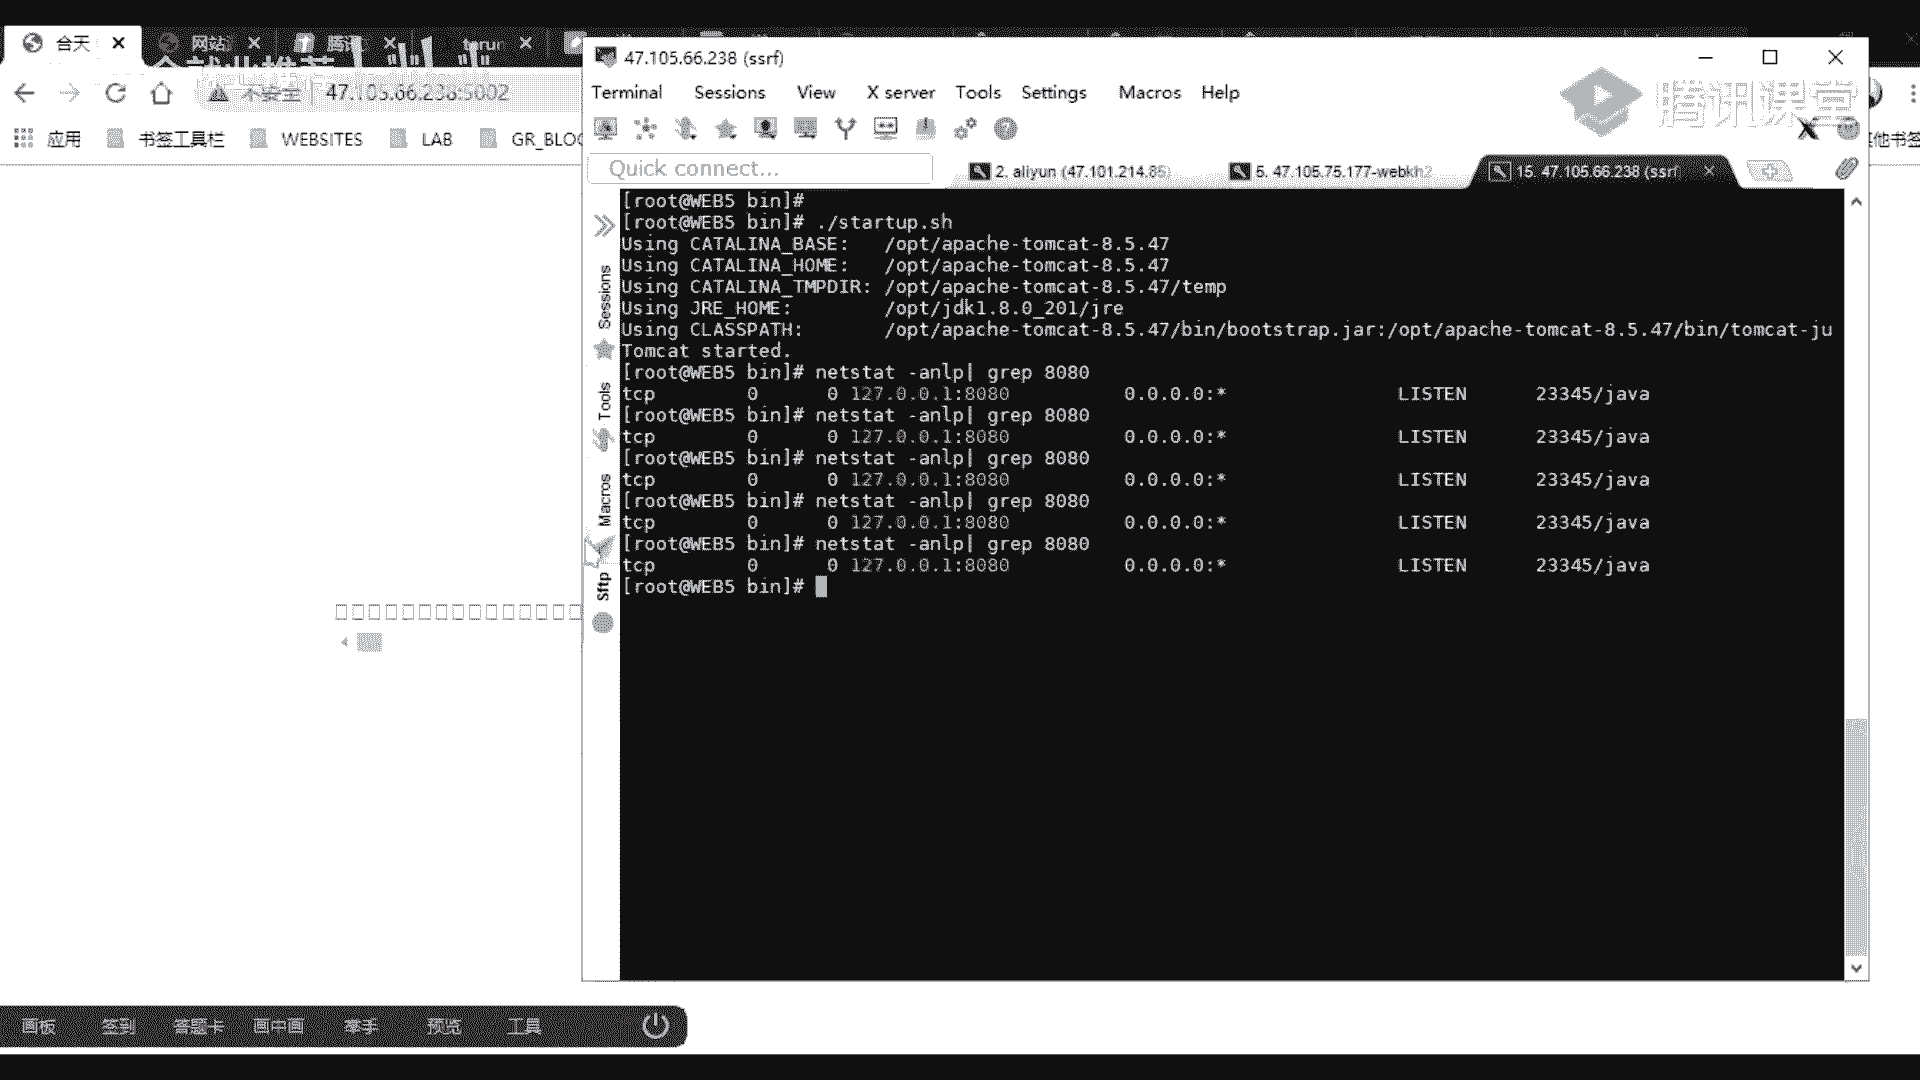 合天
网站
腾讯
不安全 47.105.66.238:5002
应用 书签工具栏 WEBSITES LAB GR_BLOG
47.105.66.238 (ssrf)
腾讯课堂
Terminal Sessions View X server Tools Settings Macros Help
其他书签
Quick connect...
2. aliyun (47.101.214.85)
5. 47.105.75.177-webkh2
15. 47.105.66.238 (ssrf
Sessions
Tools
Macros
Sftp
[root@WEB5 bin]#
[root@WEB5 bin]# ./startup.sh
Using CATALINA_BASE: /opt/apache-tomcat-8.5.47
Using CATALINA_HOME: /opt/apache-tomcat-8.5.47
Using CATALINA_TMPDIR: /opt/apache-tomcat-8.5.47/temp
Using JRE_HOME: /opt/jdk1.8.0_201/jre
Using CLASSPATH: /opt/apache-tomcat-8.5.47/bin/bootstrap.jar:/opt/apache-tomcat-8.5.47/bin/tomcat-ju
Tomcat started.
[root@WEB5 bin]# netstat -anlp| grep 8080
tcp 0 0 127.0.0.1:8080 0.0.0.0:* LISTEN 23345/java
[root@WEB5 bin]# netstat -anlp| grep 8080
tcp 0 0 127.0.0.1:8080 0.0.0.0:* LISTEN 23345/java
[root@WEB5 bin]# netstat -anlp| grep 8080
tcp 0 0 127.0.0.1:8080 0.0.0.0:* LISTEN 23345/java
[root@WEB5 bin]# netstat -anlp| grep 8080
tcp 0 0 127.0.0.1:8080 0.0.0.0:* LISTEN 23345/java
[root@WEB5 bin]# netstat -anlp| grep 8080
tcp 0 0 127.0.0.1:8080 0.0.0.0:* LISTEN 23345/java
[root@WEB5 bin]#
画板 签到 答题卡 画中画 举手 预览 工具